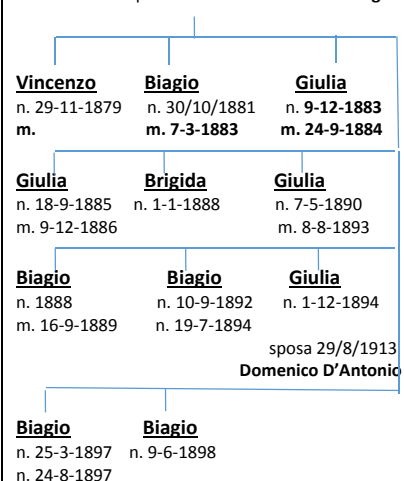 Vincenzo Biagio Giulia
n. 29-11-1879 n. 30/10/1881 n. 9-12-1883
m. m. 7-3-1883 m. 24-9-1884
Giulia Brigida Giulia
n. 18-9-1885 n. 1-1-1888 n. 7-5-1890
m. 9-12-1886 m. 8-8-1893
Biagio Biagio Giulia
n. 1888 n. 10-9-1892 n. 1-12-1894
m. 16-9-1889 n. 19-7-1894
sposa 29/8/1913
Domenico D’Antonio
Biagio Biagio
n. 25-3-1897 n. 9-6-1898
n. 24-8-1897